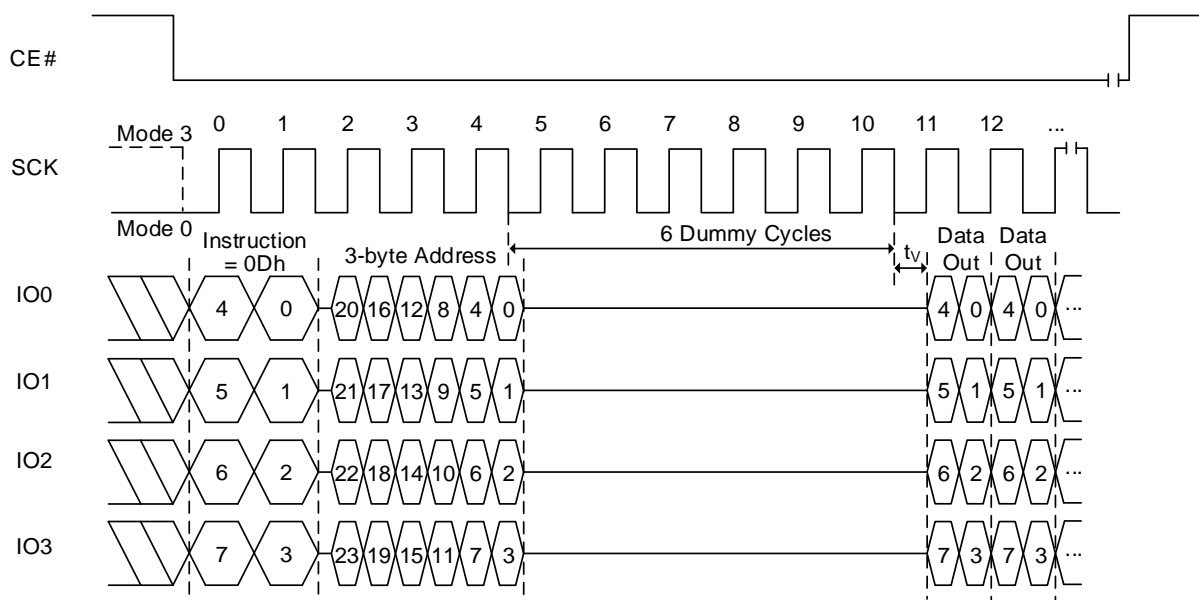 CE#
0 1 2 3 4 5 6 7 8 9 10 11 12 ...
Mode 3
SCK
Mode 0
Instruction
= 0Dh
3-byte Address
6 Dummy Cycles
tV
Data
Out
Data
Out
IO0
4 0 20 16 12 8 4 0 4 0 4 0 ...
IO1
5 1 21 17 13 9 5 1 5 1 5 1 ...
IO2
6 2 22 18 14 10 6 2 6 2 6 2 ...
IO3
7 3 23 19 15 11 7 3 7 3 7 3 ...